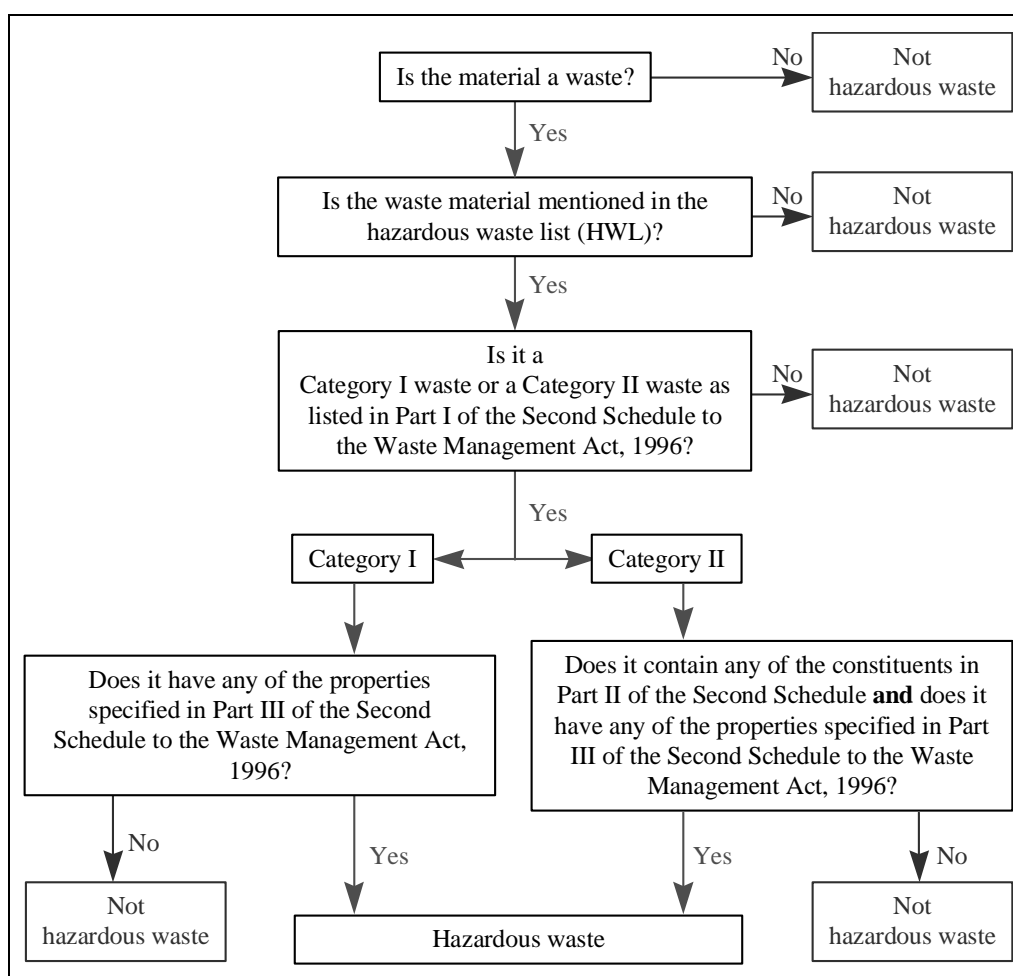 Is the material a waste?
No
Not
hazardous waste
Yes
Is the waste material mentioned in the
hazardous waste list (HWL)?
No
Not
hazardous waste
Yes
Is it a
Category I waste or a Category II waste as
listed in Part I of the Second Schedule to
the Waste Management Act, 1996?
No
Not
hazardous waste
Yes
Category I
Category II
Does it have any of the properties
specified in Part III of the Second
Schedule to the Waste Management Act,
1996?
Does it contain any of the constituents in
Part II of the Second Schedule and does it
have any of the properties specified in Part
III of the Second Schedule to the Waste
Management Act, 1996?
No
Yes
Yes
No
Not
hazardous waste
Hazardous waste
Not
hazardous waste